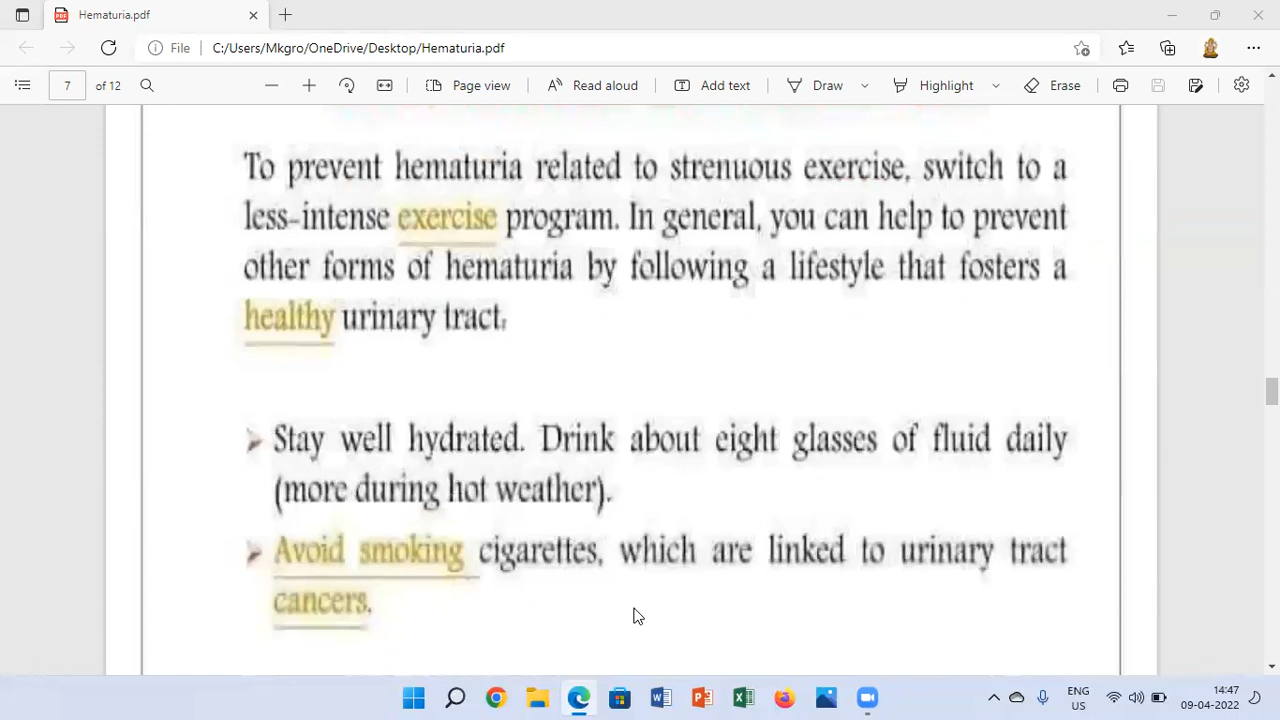 Hematuria.pdf
File C:/Users/Mkgro/OneDrive/Desktop/Hematuria.pdf
7 of 12 Page view Read aloud Add text Draw Highlight Erase
To prevent hematuria related to strenuous exercise, switch to a
less-intense exercise program. In general, you can help to prevent
other forms of hematuria by following a lifestyle that fosters a
healthy urinary tract.
Stay well hydrated. Drink about eight glasses of fluid daily
(more during hot weather).
Avoid smoking cigarettes, which are linked to urinary tract
cancers.
ENG
US
14:47
09-04-2022